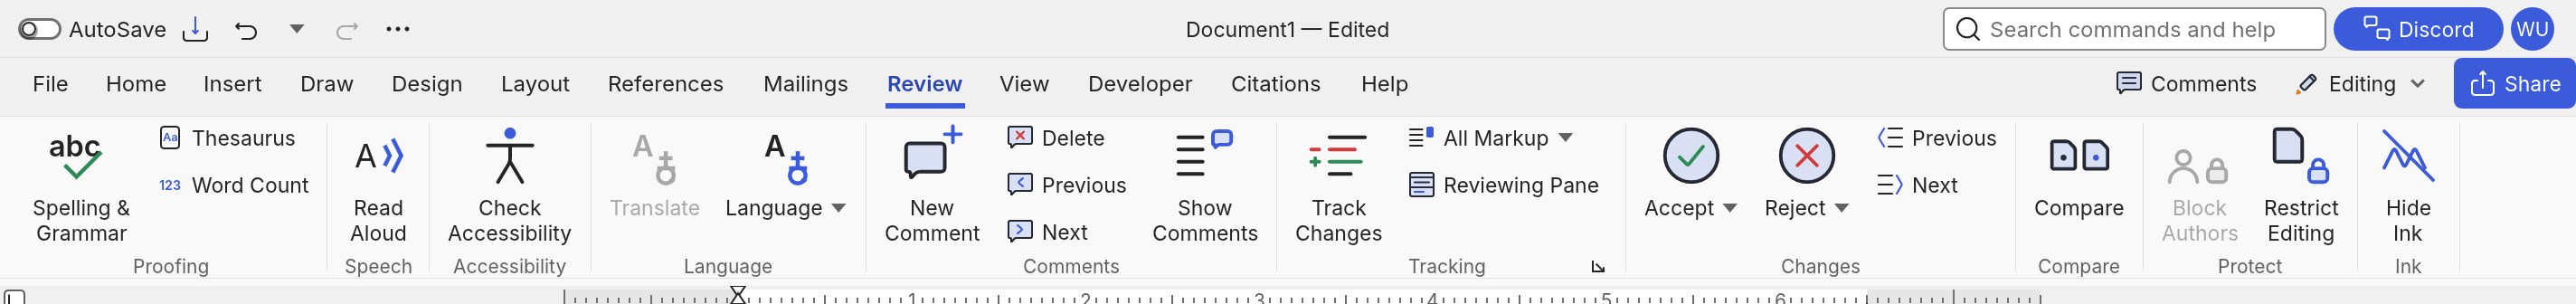 AutoSave
Document1 — Edited
Search commands and help
Discord
WU
File Home Insert Draw Design Layout References Mailings Review View Developer Citations Help
Comments Editing Share
abc
Spelling &
Grammar
Aa Thesaurus
123 Word Count
Proofing
A
Read
Aloud
Speech
Check
Accessibility
Accessibility
A
Translate
A
Language
Language
New
Comment
Delete
Previous
Next
Show
Comments
Comments
Track
Changes
All Markup
Reviewing Pane
Tracking
Accept
Reject
Previous
Next
Changes
Compare
Compare
Block
Authors
Restrict
Editing
Protect
Hide
Ink
Ink
1 2 3 4 5 6